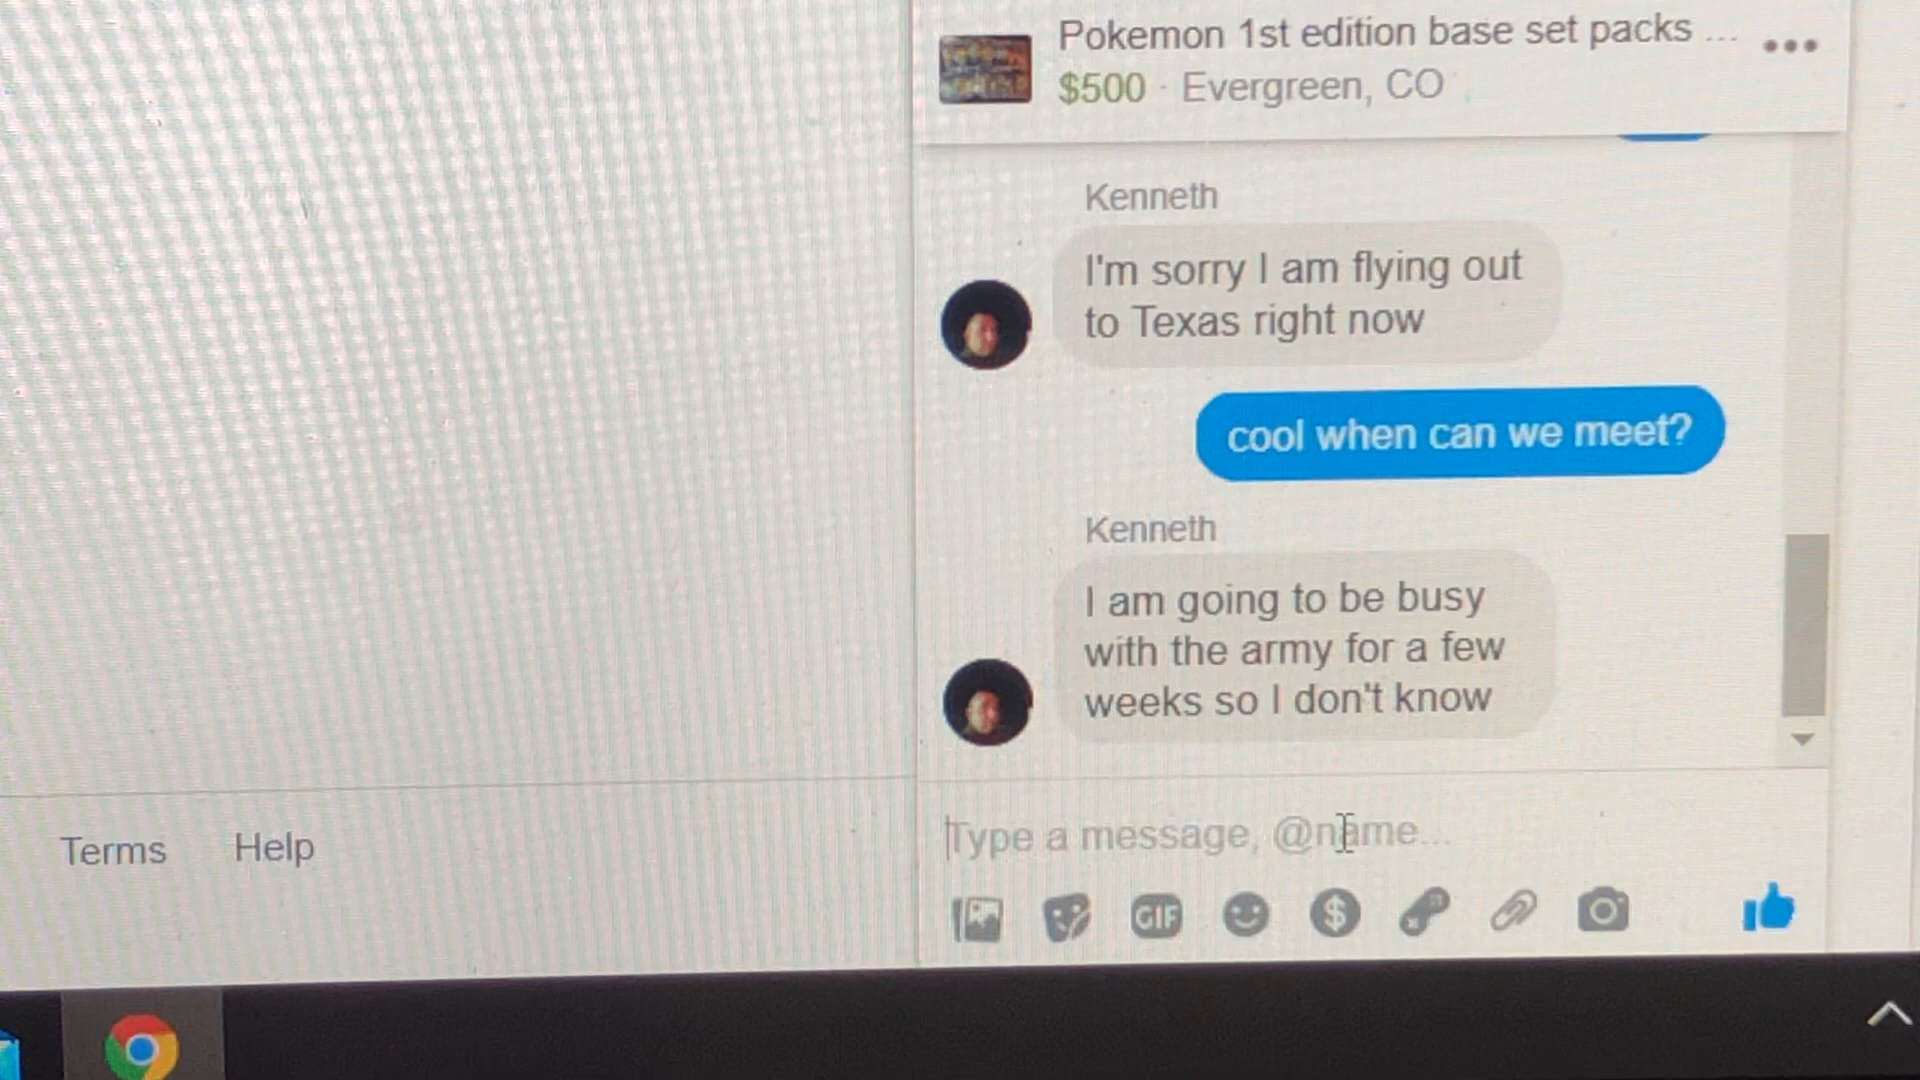 Pokemon 1st edition base set packs ...
$500 · Evergreen, CO
Kenneth
I'm sorry I am flying out
to Texas right now
cool when can we meet?
Kenneth
I am going to be busy
with the army for a few
weeks so I don't know
Type a message, @name...
Terms Help
GIF